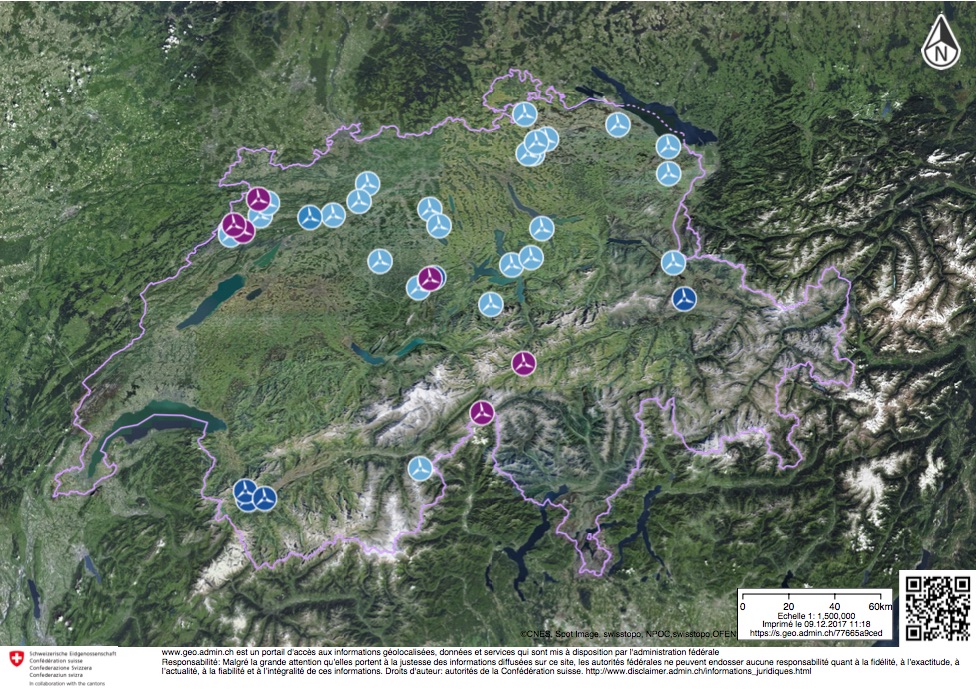 N
0 20 40 60km
Echelle 1: 1,500,000
Imprimé le 09.12.2017 11:18
https://s.geo.admin.ch/77665a9ced
©CNES, Spot Image, swisstopo, NPOC,swisstopo,OFEN
Schweizerische Eidgenossenschaft
Confédération suisse
Confederazione Svizzera
Confederaziun svizra
In collaboration with the cantons
www.geo.admin.ch est un portail d'accès aux informations géolocalisées, données et services qui sont mis à disposition par l'administration fédérale
Responsabilité: Malgré la grande attention qu'elles portent à la justesse des informations diffusées sur ce site, les autorités fédérales ne peuvent endosser aucune responsabilité quant à la fidélité, à l'exactitude, à
l'actualité, à la fiabilité et à l'intégralité de ces informations. Droits d'auteur: autorités de la Confédération suisse. http://www.disclaimer.admin.ch/informations_juridiques.html